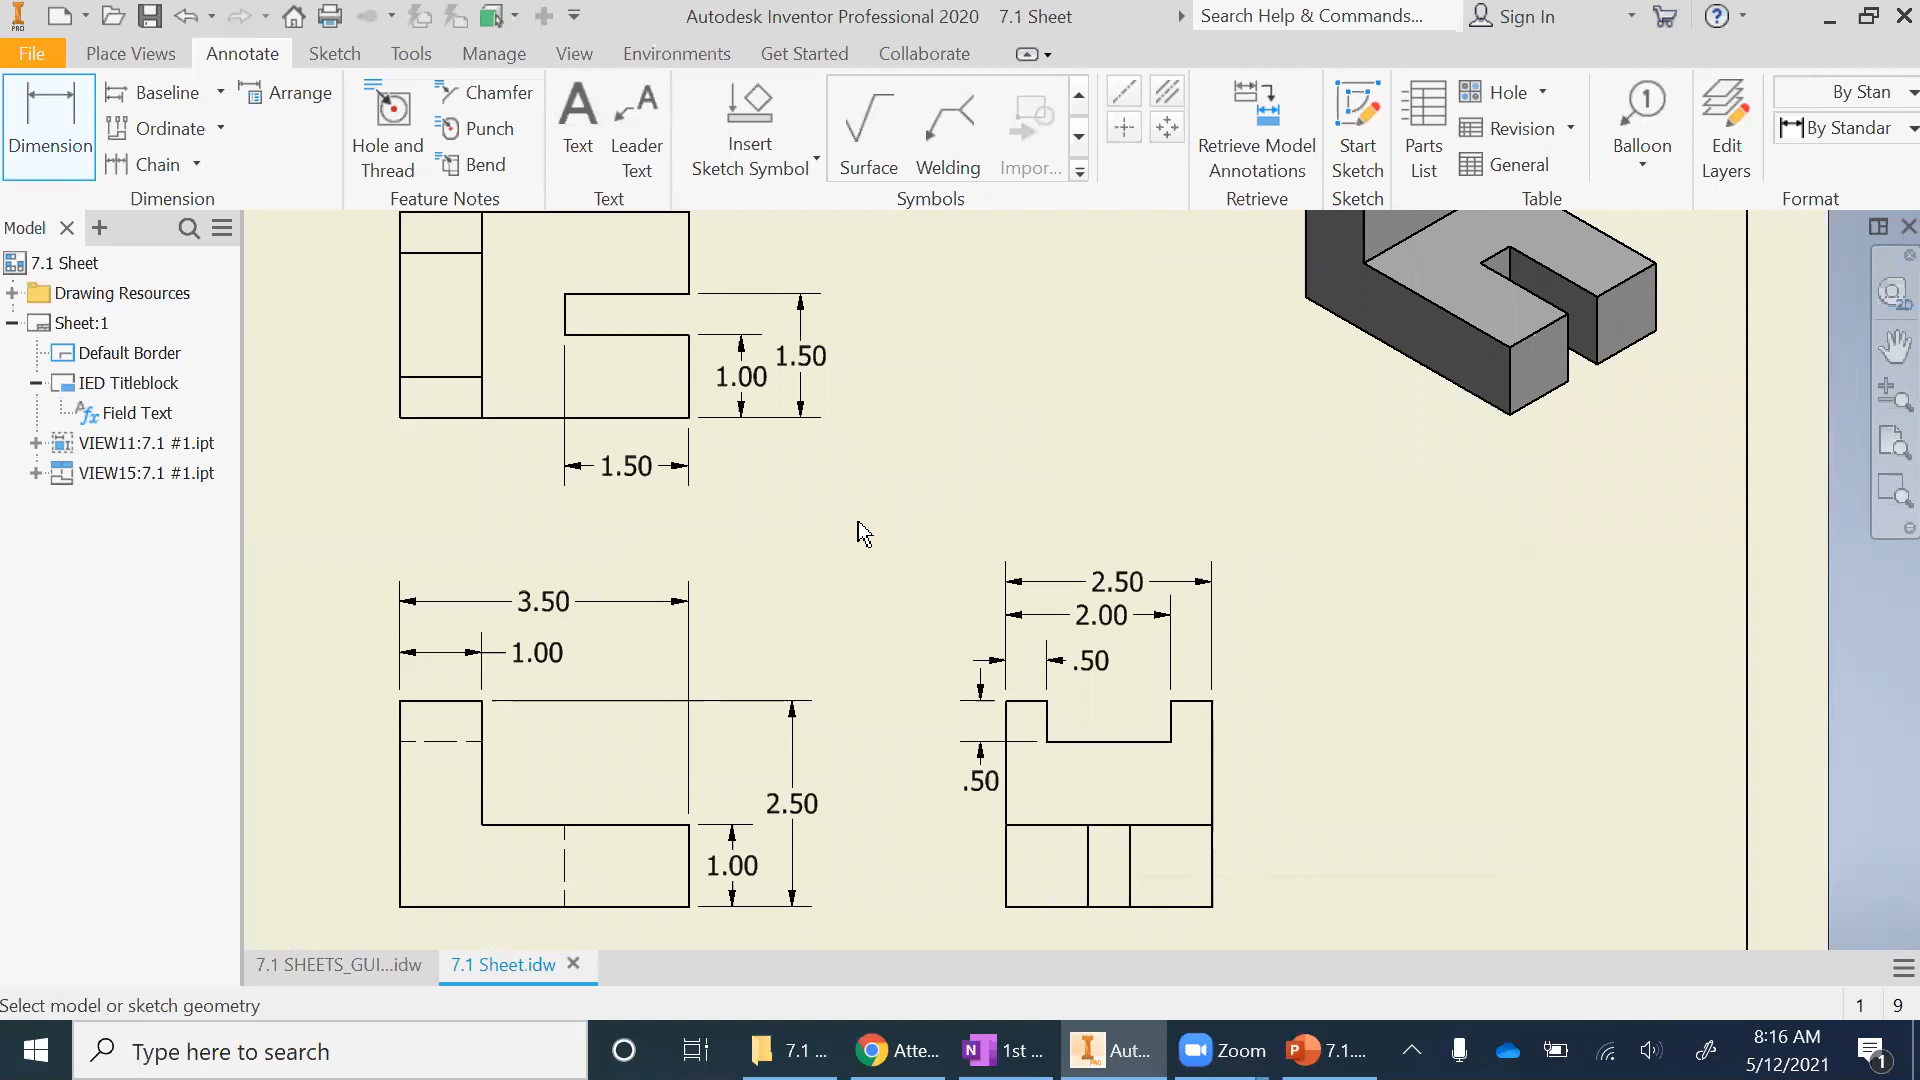 PRO
Autodesk Inventor Professional 2020 7.1 Sheet
Search Help & Commands...
Sign In
File
Place Views
Annotate
Sketch
Tools
Manage
View
Environments
Get Started
Collaborate
Dimension
Baseline
Ordinate
Chain
Arrange
Dimension
Hole and
Thread
Chamfer
Punch
Bend
Feature Notes
Text
Leader
Text
Text
Insert
Sketch Symbol
Surface
Welding
Impor...
Symbols
Retrieve Model
Annotations
Retrieve
Start
Sketch
Sketch
Parts
List
Hole
Revision
General
Table
Balloon
Edit
Layers
By Stan
By Standar
Format
Model
7.1 Sheet
Drawing Resources
Sheet:1
Default Border
IED Titleblock
Field Text
VIEW11:7.1 #1.ipt
VIEW15:7.1 #1.ipt
1.50
1.00
1.50
3.50
1.00
2.50
1.00
2.50
2.00
.50
.50
7.1 SHEETS_GUI...idw
7.1 Sheet.idw
Select model or sketch geometry
1
9
Type here to search
7.1 ...
Atte...
1st ...
Aut...
Zoom
7.1....
8:16 AM
5/12/2021
1